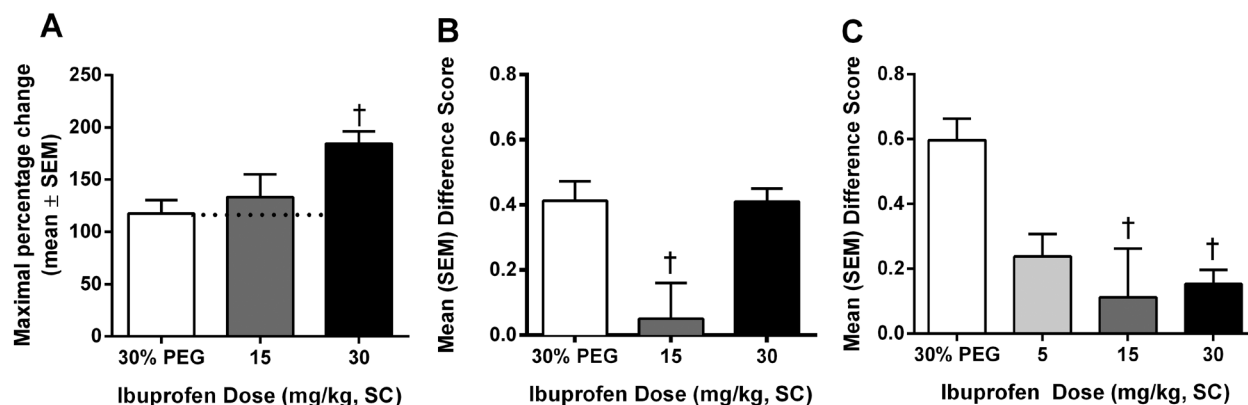 A
Maximal percentage change
(mean ± SEM)
250
200
150
100
50
0
†
30% PEG 15 30
Ibuprofen Dose (mg/kg, SC)
B
Mean (SEM) Difference Score
0.8
0.6
0.4
0.2
0.0
†
30% PEG 15 30
Ibuprofen Dose (mg/kg, SC)
C
Mean (SEM) Difference Score
0.8
0.6
0.4
0.2
0.0
†
†
30% PEG 5 15 30
Ibuprofen Dose (mg/kg, SC)